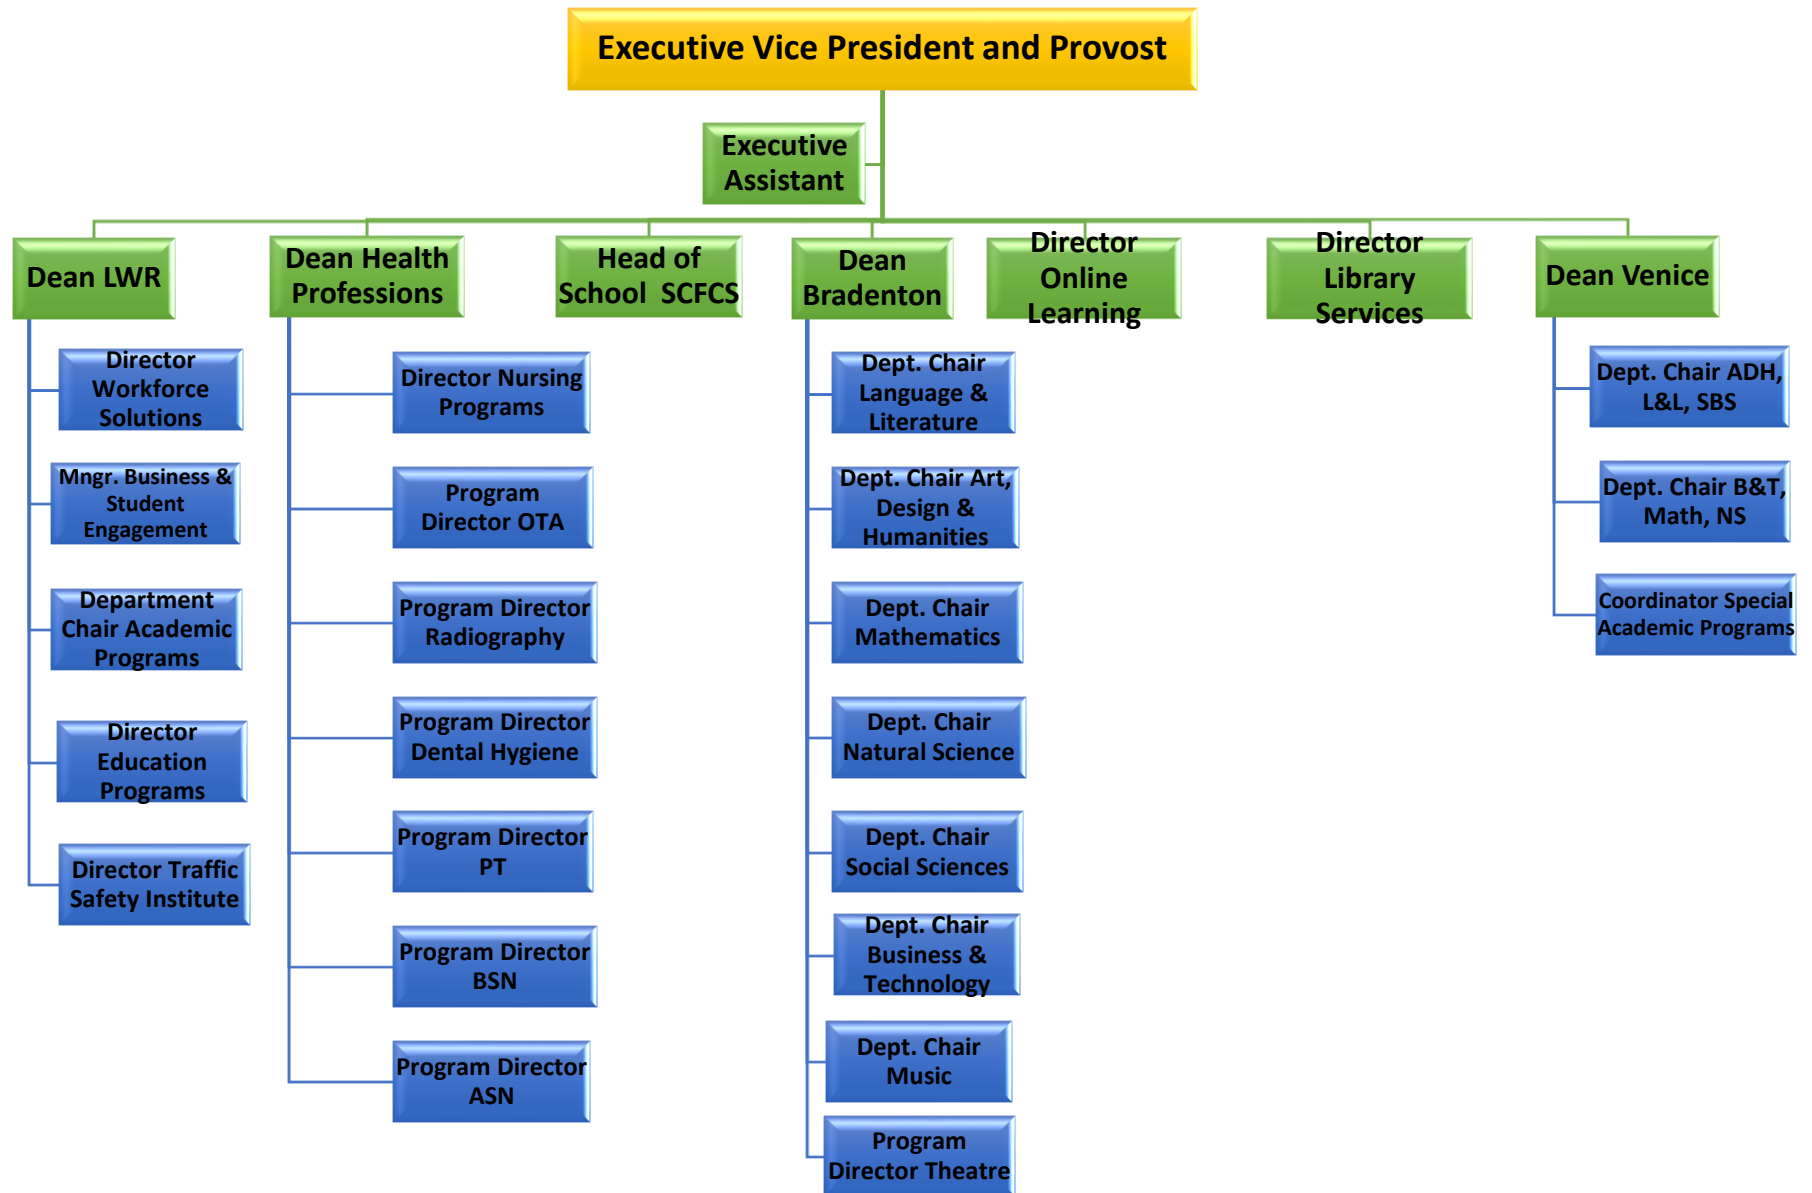 Executive Vice President and Provost
Executive
Assistant
Dean LWR
Dean Health
Professions
Head of
School  SCFCS
Dean
Bradenton
Director
Online
Learning
Director
Library
Services
Dean Venice
Director
Workforce
Solutions
Mngr. Business &
Student
Engagement
Department
Chair Academic
Programs
Director
Education
Programs
Director Traffic
Safety Institute
Director Nursing
Programs
Program
Director OTA
Program Director
Radiography
Program Director
Dental Hygiene
Program Director
PT
Program Director
BSN
Program Director
ASN
Dept. Chair
Language &
Literature
Dept. Chair Art,
Design &
Humanities
Dept. Chair
Mathematics
Dept. Chair
Natural Science
Dept. Chair
Social Sciences
Dept. Chair
Business &
Technology
Dept. Chair
Music
Program
Director Theatre
Dept. Chair ADH,
L&L, SBS
Dept. Chair B&T,
Math, NS
Coordinator Special
Academic Programs